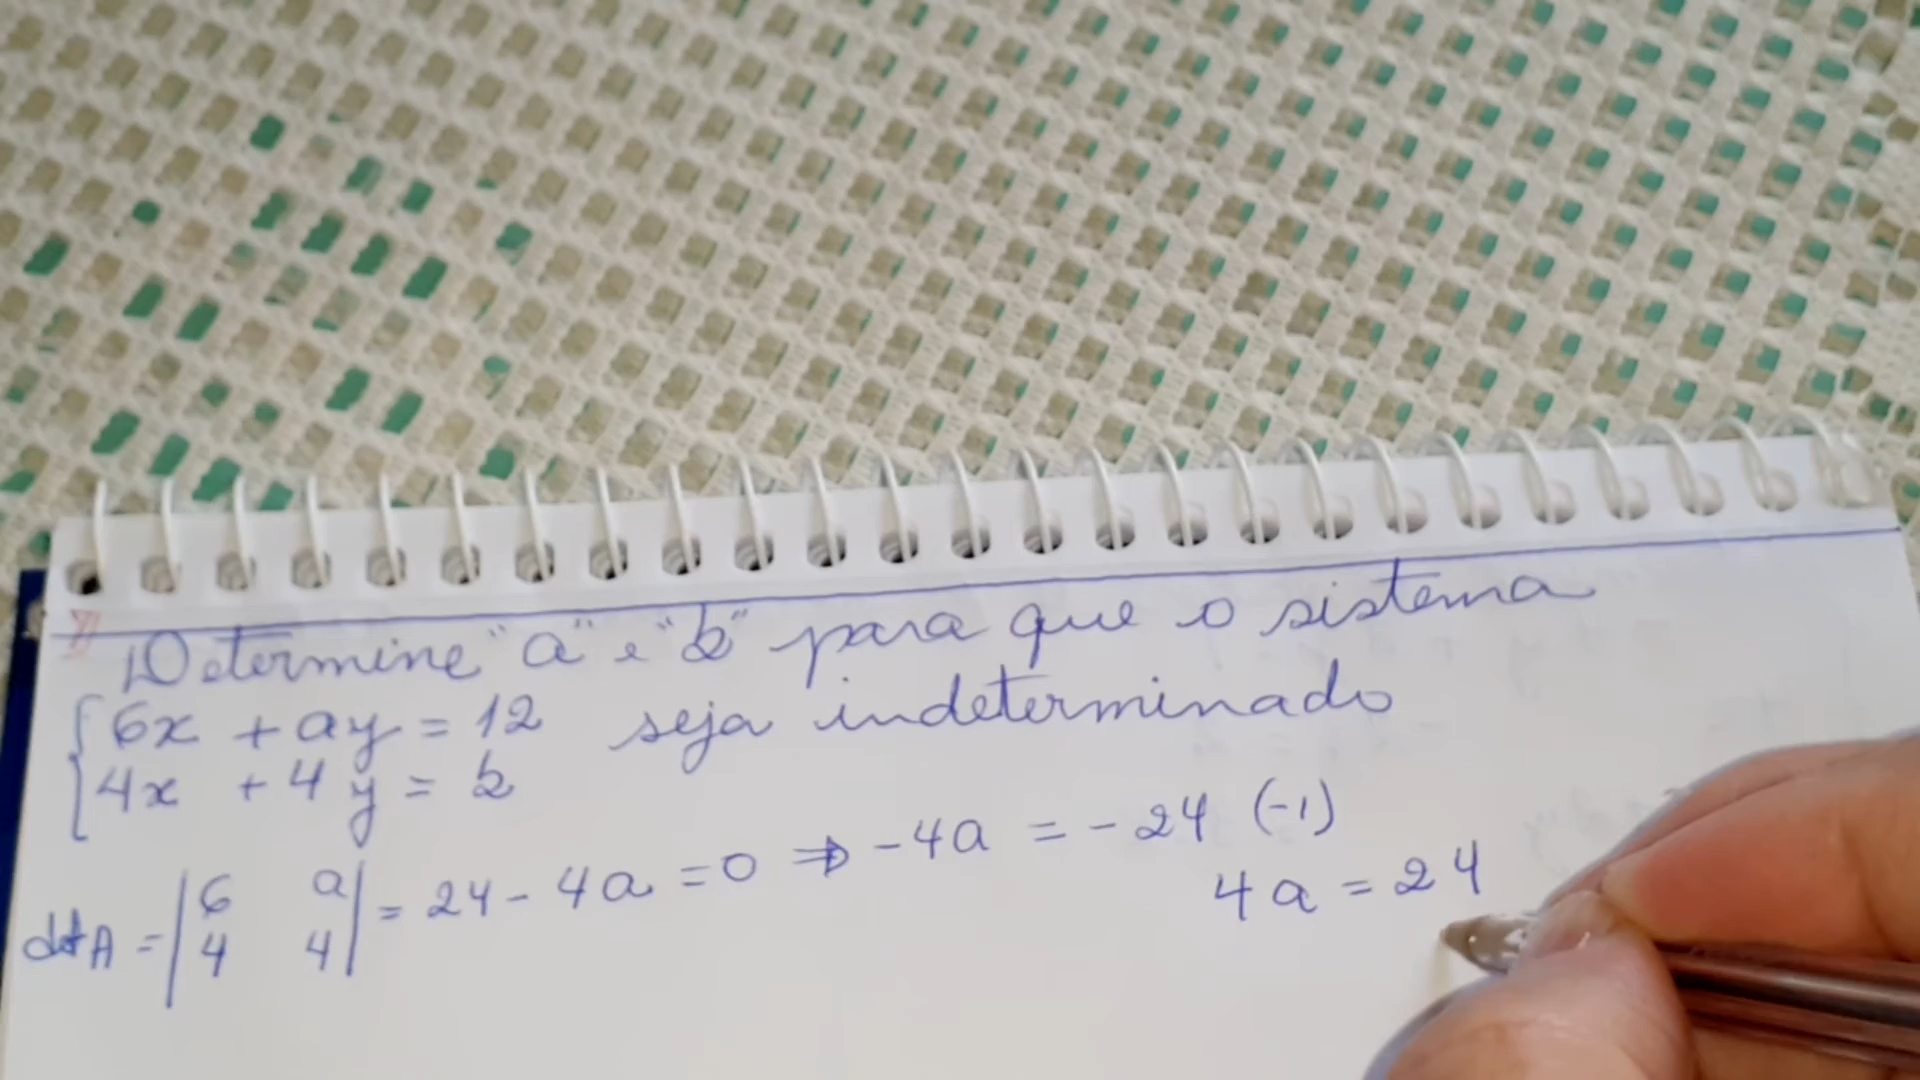 Determine "a" e "b" para que o sistema
{6x + ay = 12 seja indeterminado
{4x + 4y = b
det A = |6 a| = 24 - 4a = 0 ⇒ -4a = -24 (-1)
|4 4|
4a = 24